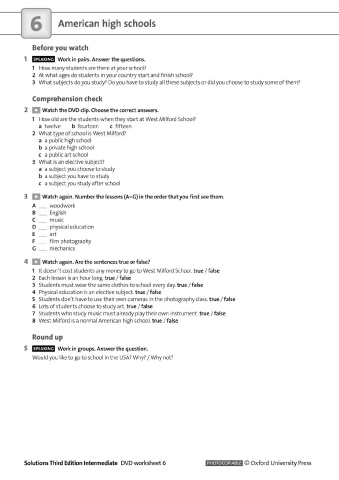 6 American high schools
Before you watch
1 SPEAKING Work in pairs. Answer the questions.
1 How many students are there at your school?
2 At what ages do students in your country start and finish school?
3 What subjects do you study? Do you have to study all these subjects or did you choose to study some of them?
Comprehension check
2 Watch the DVD clip. Choose the correct answers.
1 How old are the students when they start at West Milford School?
a twelve b fourteen c fifteen
2 What type of school is West Milford?
a a public high school
b a private high school
c a public art school
3 What is an elective subject?
a a subject you choose to study
b a subject you have to study
c a subject you study after school
3 Watch again. Number the lessons (A–G) in the order that you first see them.
A ___ woodwork
B ___ English
C ___ music
D ___ physical education
E ___ art
F ___ film photography
G ___ mechanics
4 Watch again. Are the sentences true or false?
1 It doesn't cost students any money to go to West Milford School. true / false
2 Each lesson is an hour long. true / false
3 Students must wear the same clothes to school every day. true / false
4 Physical education is an elective subject. true / false
5 Students don't have to use their own cameras in the photography class. true / false
6 Lots of students choose to study art. true / false
7 Students who study music must already play their own instrument. true / false
8 West Milford is a normal American high school. true / false
Round up
5 SPEAKING Work in groups. Answer the question.
Would you like to go to school in the USA? Why? / Why not?
Solutions Third Edition Intermediate DVD worksheet 6 PHOTOCOPIABLE © Oxford University Press